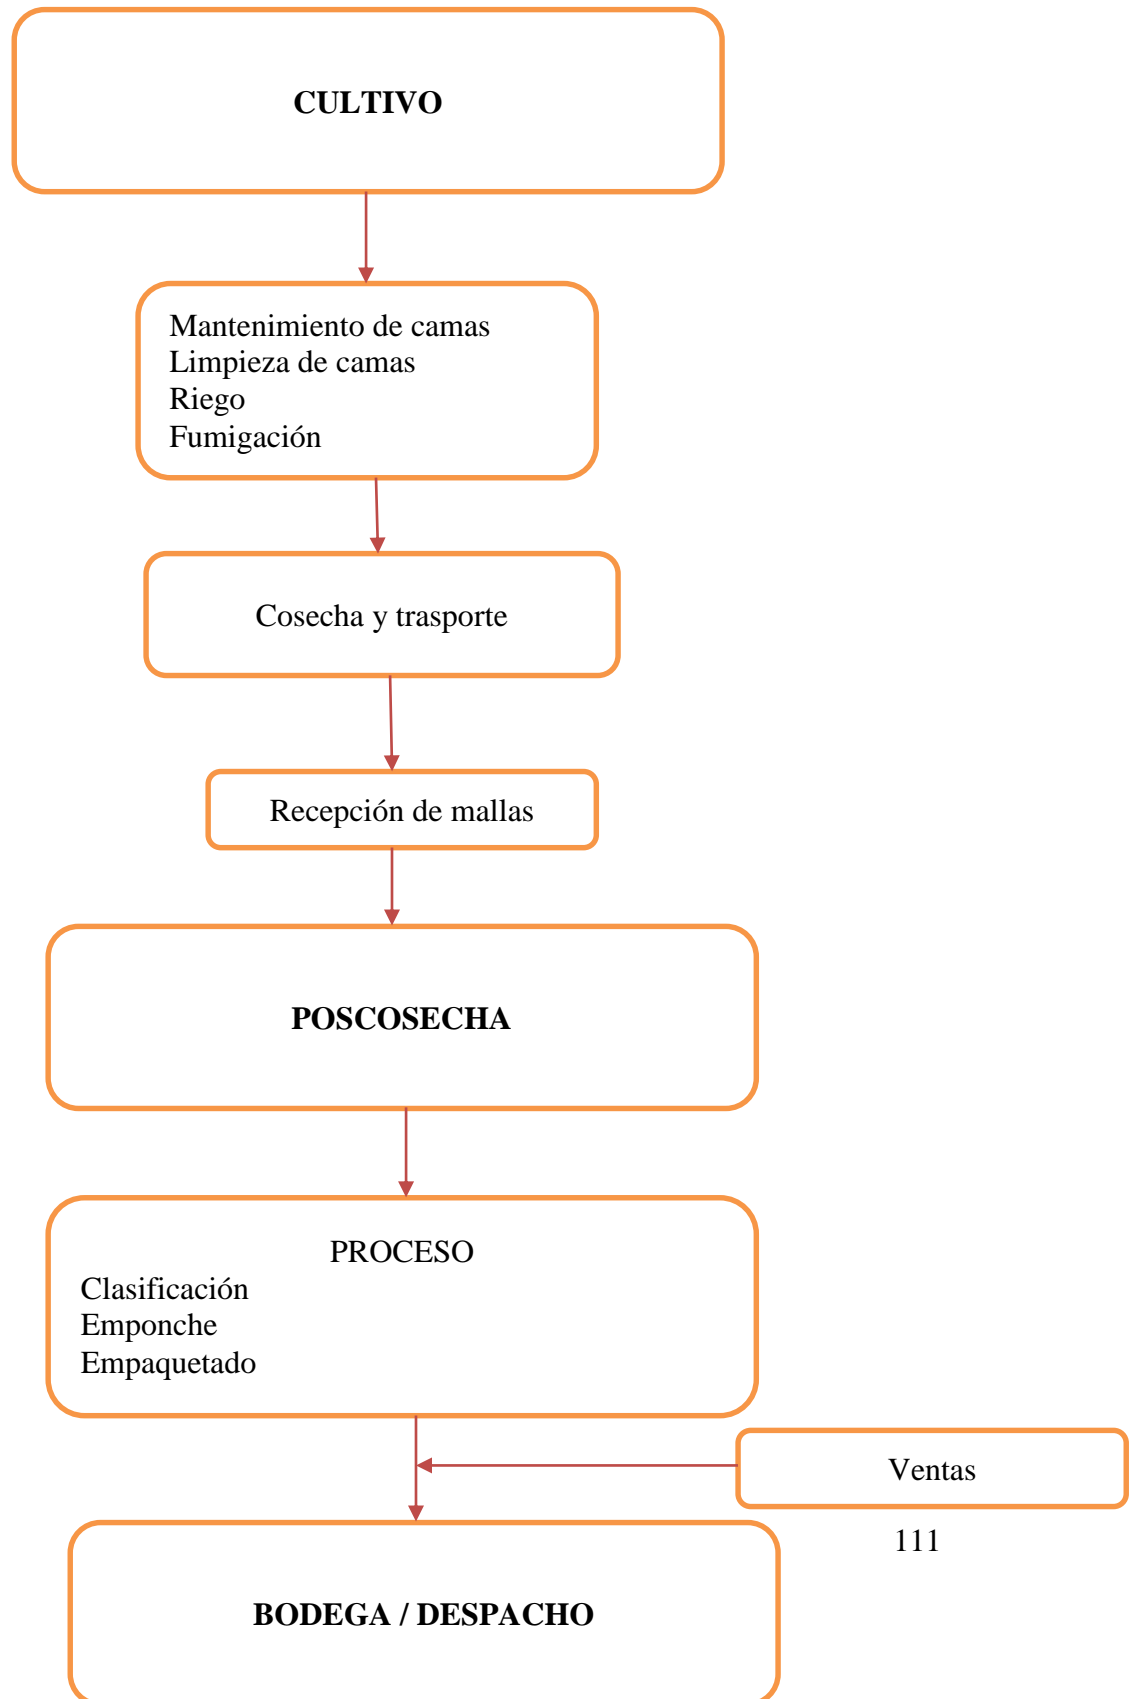 CULTIVO
Mantenimiento de camas
Limpieza de camas
Riego
Fumigación
Cosecha y trasporte
Recepción de mallas
POSCOSECHA
PROCESO
Clasificación
Emponche
Empaquetado
Ventas
111
BODEGA / DESPACHO